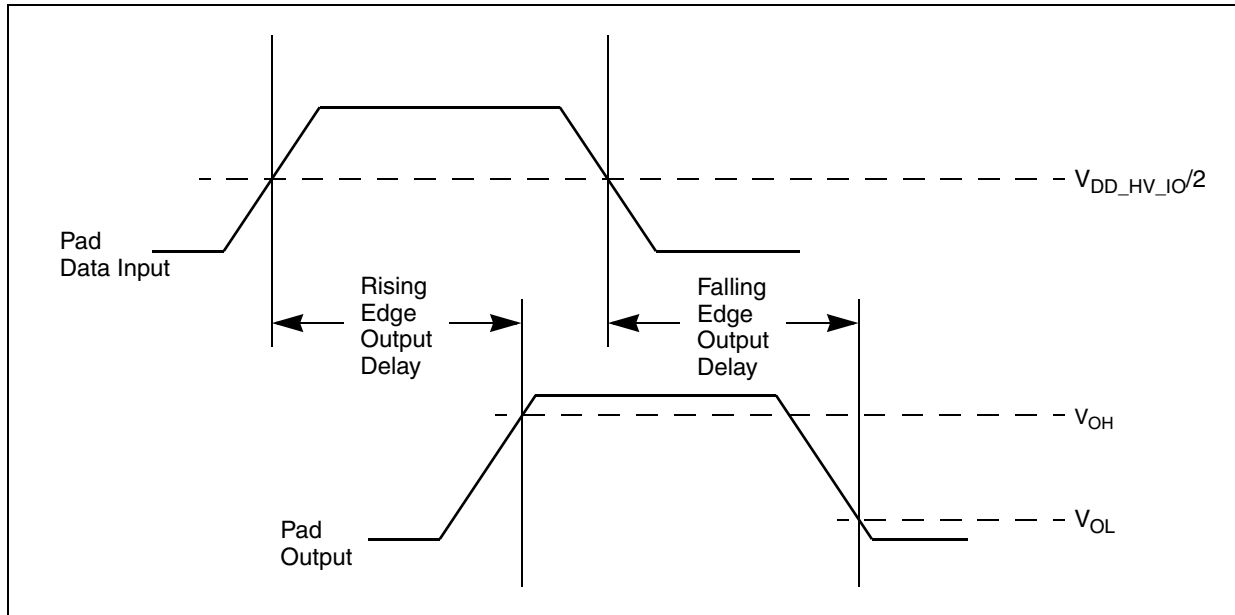 V_DD_HV_IO/2
Pad
Data Input
Rising
Edge
Output
Delay
Falling
Edge
Output
Delay
V_OH
V_OL
Pad
Output